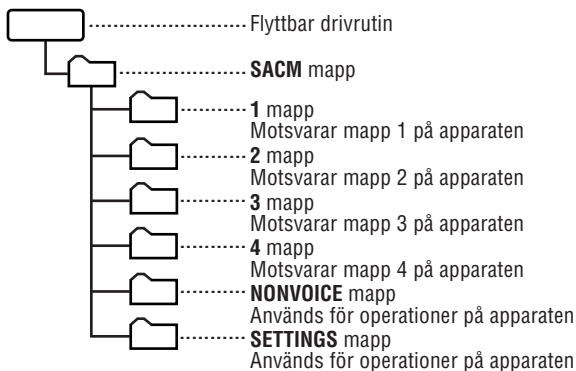 Flyttbar drivrutin
SACM mapp
1 mapp
Motsvarar mapp 1 på apparaten
2 mapp
Motsvarar mapp 2 på apparaten
3 mapp
Motsvarar mapp 3 på apparaten
4 mapp
Motsvarar mapp 4 på apparaten
NONVOICE mapp
Används för operationer på apparaten
SETTINGS mapp
Används för operationer på apparaten